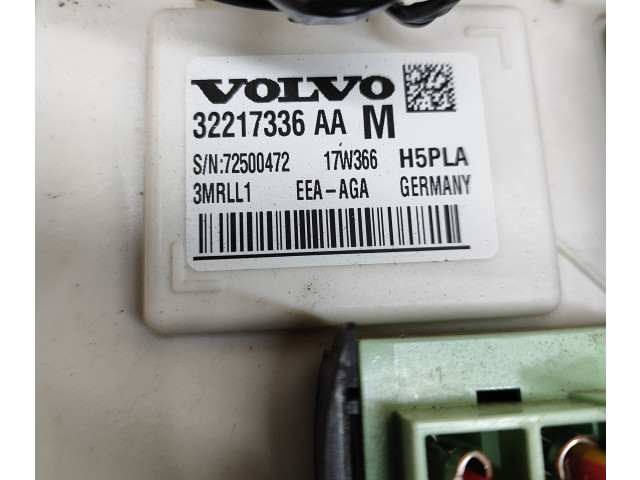 VOLVO
32217336 AA M
S/N:72500472 17W366 H5PLA
3MRLL1 EEA-AGA GERMANY